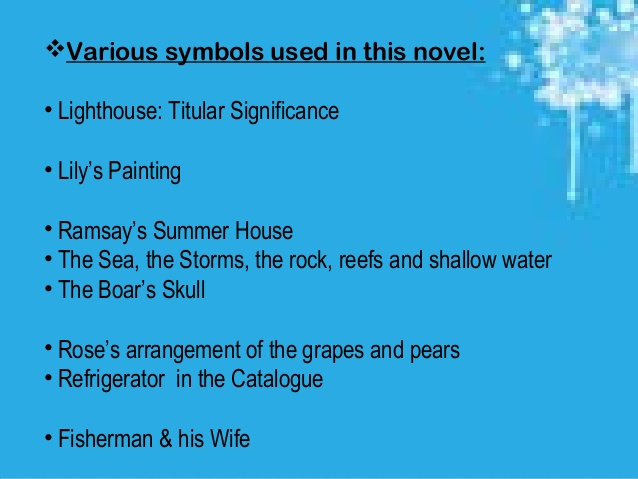 ❖Various symbols used in this novel:
• Lighthouse: Titular Significance
• Lily’s Painting
• Ramsay’s Summer House
• The Sea, the Storms, the rock, reefs and shallow water
• The Boar’s Skull
• Rose’s arrangement of the grapes and pears
• Refrigerator in the Catalogue
• Fisherman & his Wife